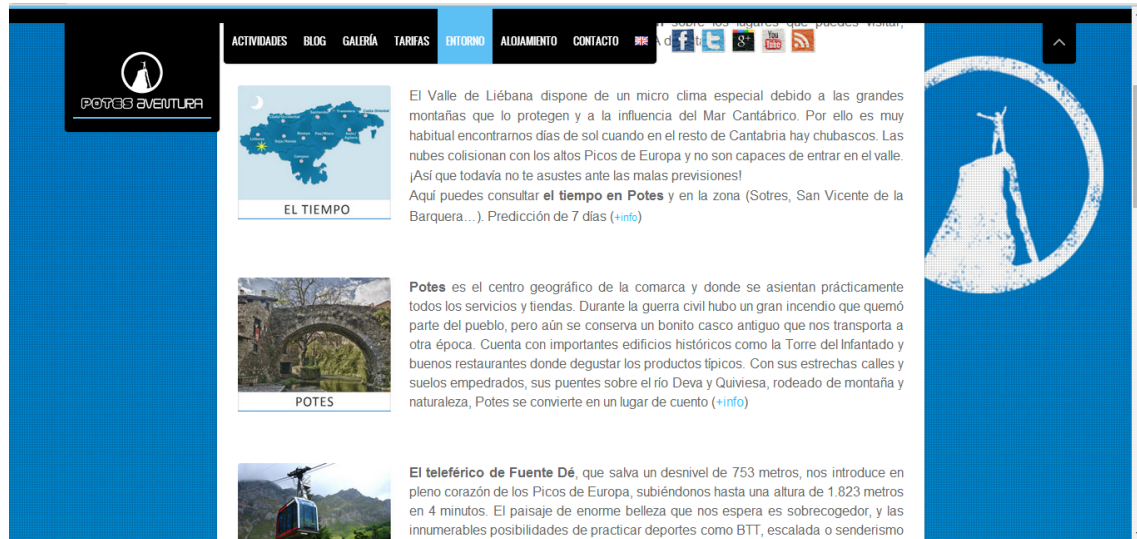 sobre los lugares que puedes visitar,
ACTIVIDADES BLOG GALERÍA TARIFAS ENTORNO ALOJAMIENTO CONTACTO
You
Tube
POTES AVENTURA
El Valle de Liébana dispone de un micro clima especial debido a las grandes
montañas que lo protegen y a la influencia del Mar Cantábrico. Por ello es muy
habitual encontrarnos días de sol cuando en el resto de Cantabria hay chubascos. Las
nubes colisionan con los altos Picos de Europa y no son capaces de entrar en el valle.
¡Así que todavía no te asustes ante las malas previsiones!
Aquí puedes consultar el tiempo en Potes y en la zona (Sotres, San Vicente de la
Barquera…). Predicción de 7 días (+info)
EL TIEMPO
Potes es el centro geográfico de la comarca y donde se asientan prácticamente
todos los servicios y tiendas. Durante la guerra civil hubo un gran incendio que quemó
parte del pueblo, pero aún se conserva un bonito casco antiguo que nos transporta a
otra época. Cuenta con importantes edificios históricos como la Torre del Infantado y
buenos restaurantes donde degustar los productos típicos. Con sus estrechas calles y
suelos empedrados, sus puentes sobre el río Deva y Quiviesa, rodeado de montaña y
naturaleza, Potes se convierte en un lugar de cuento (+info)
POTES
El teleférico de Fuente Dé, que salva un desnivel de 753 metros, nos introduce en
pleno corazón de los Picos de Europa, subiéndonos hasta una altura de 1.823 metros
en 4 minutos. El paisaje de enorme belleza que nos espera es sobrecogedor, y las
innumerables posibilidades de practicar deportes como BTT, escalada o senderismo